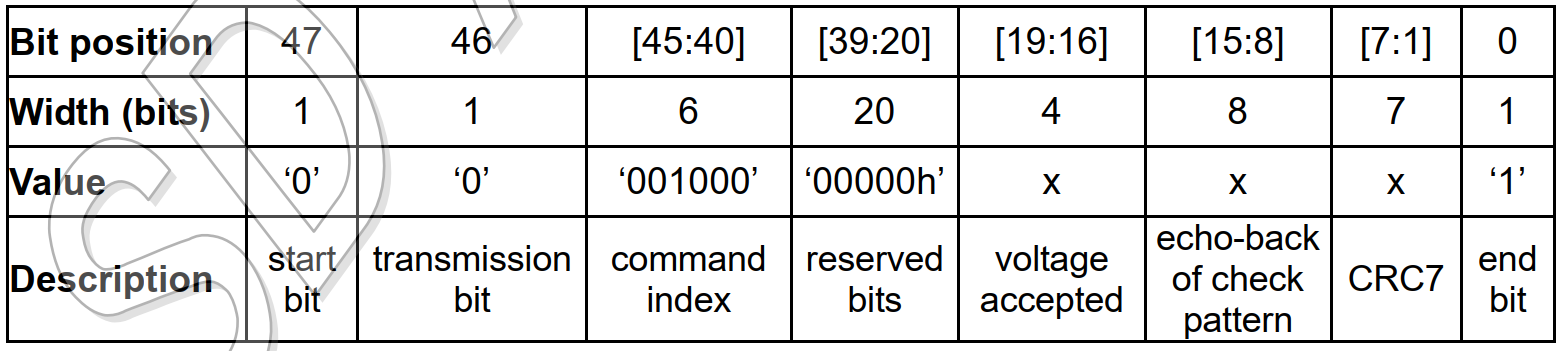 Bit position 47 46 [45:40] [39:20] [19:16] [15:8] [7:1] 0
Width (bits) 1 1 6 20 4 8 7 1
Value ‘0’ ‘0’ ‘001000’ ‘00000h’ x x x ‘1’
Description start bit transmission bit command index reserved bits voltage accepted echo-back of check pattern CRC7 end bit